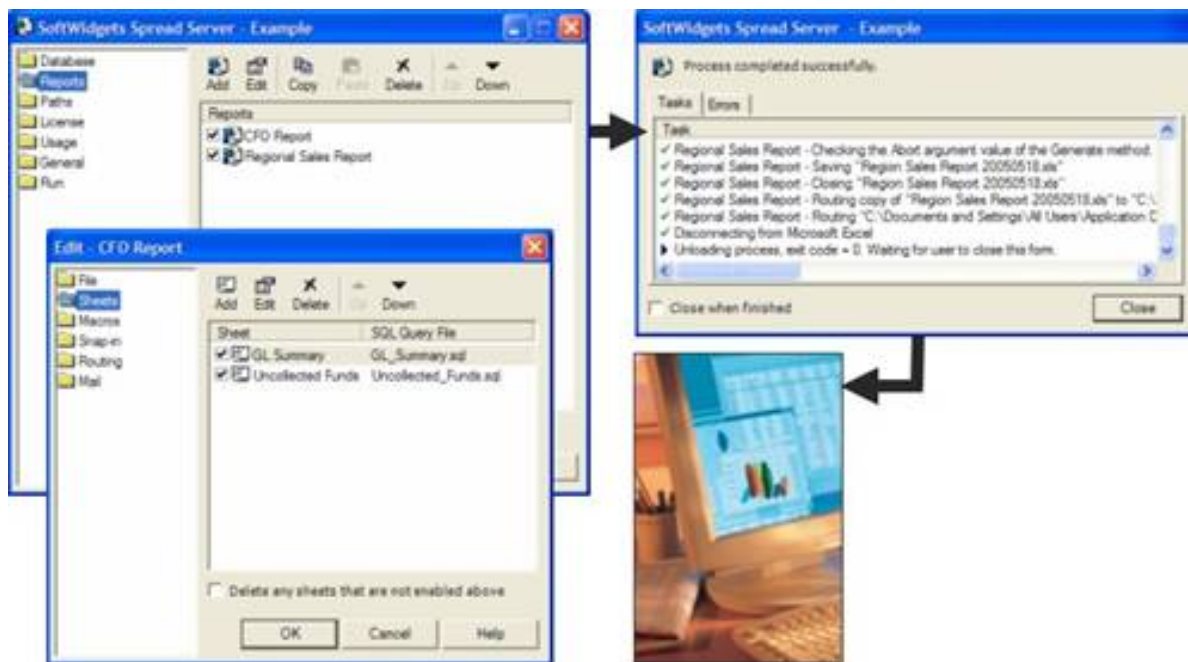 SoftWidgets Spread Server - Example
Database
Reports
Paths
License
Usage
General
Run
Add Edit Copy Paste Delete Up Down
Reports
CFO Report
Regional Sales Report
Edit - CFO Report
File
Sheets
Macros
Snap-in
Routing
Mail
Add Edit Delete Up Down
Sheet SQL Query File
GL Summary GL_Summary.sql
Uncollected Funds Uncollected_Funds.sql
Delete any sheets that are not enabled above
OK Cancel Help
SoftWidgets Spread Server - Example
Process completed successfully.
Tasks Errors
Task
Regional Sales Report - Checking the Abort argument value of the Generate method.
Regional Sales Report - Saving "Region Sales Report 20050518.xls"
Regional Sales Report - Closing "Region Sales Report 20050518.xls"
Regional Sales Report - Routing copy of "Region Sales Report 20050518.xls" to "C:\
Regional Sales Report - Routing "C:\Documents and Settings\All Users\Application D
Disconnecting from Microsoft Excel
Unloading process, exit code = 0. Waiting for user to close this form.
Close when finished
Close